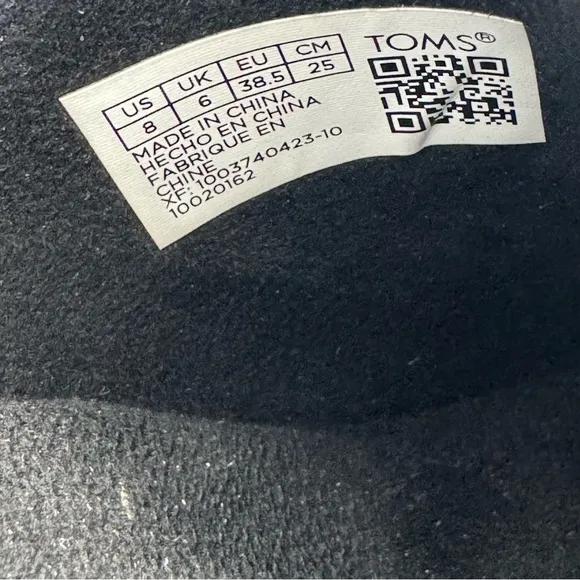 US UK EU CM
8 6 38.5 25
TOMS®
MADE IN CHINA
HECHO EN CHINA
FABRIQUE EN
CHINE
XF: 1003740423-10
10020162